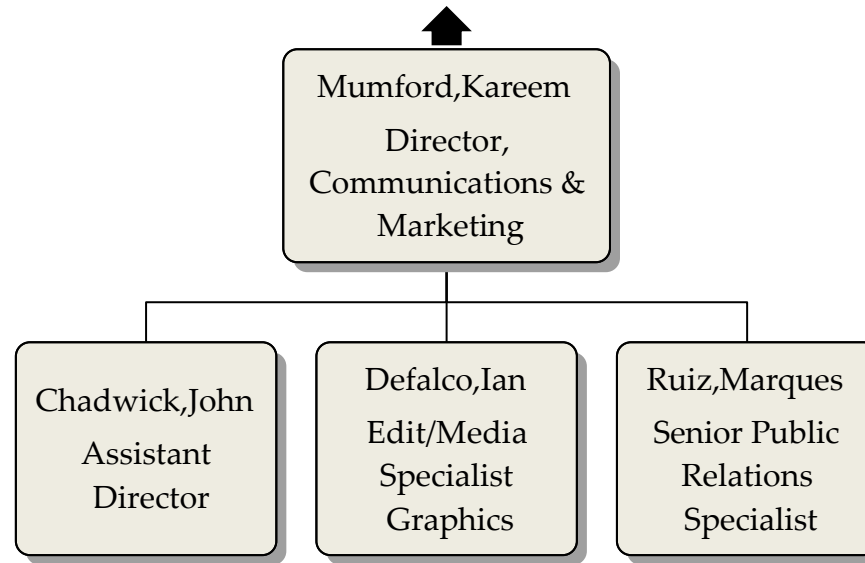 Mumford,Kareem
Director,
Communications &
Marketing
Chadwick,John
Assistant
Director
Defalco,Ian
Edit/Media
Specialist
Graphics
Ruiz,Marques
Senior Public
Relations
Specialist